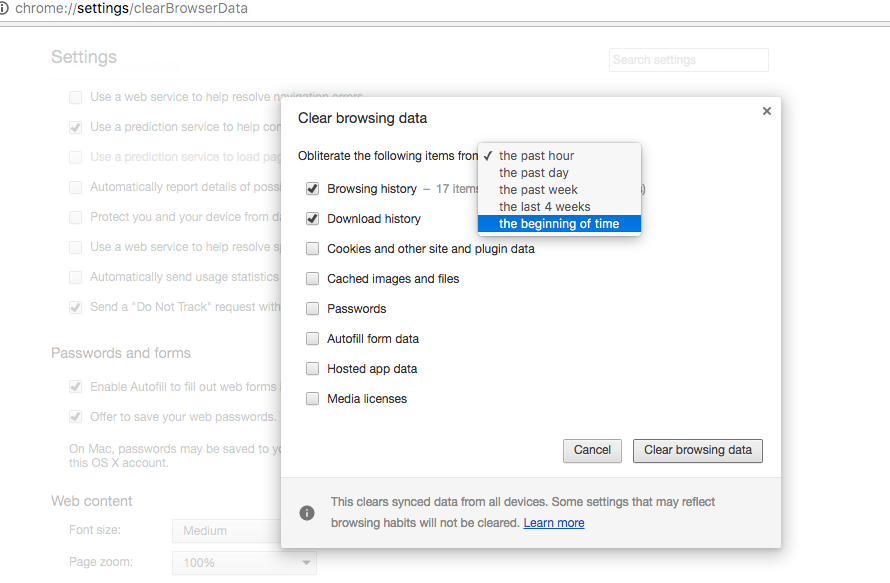 chrome://settings/clearBrowserData
Settings
Search settings
Use a web service to help resolve navigation errors
Use a prediction service to help
Use a prediction service to load
Automatically report details of
Protect you and your device from
Use a web service to help resolve
Automatically send usage statistics
Send a "Do Not Track" request with
Passwords and forms
Enable Autofill to fill out web forms
Offer to save your web passwords.
On Mac, passwords may be saved to
this OS X account.
Web content
Font size: Medium
Page zoom: 100%
Clear browsing data
×
Obliterate the following items from
✓ the past hour
the past day
the past week
the last 4 weeks
the beginning of time
Browsing history – 17 items
Download history
Cookies and other site and plugin data
Cached images and files
Passwords
Autofill form data
Hosted app data
Media licenses
Cancel
Clear browsing data
This clears synced data from all devices. Some settings that may reflect
browsing habits will not be cleared. Learn more